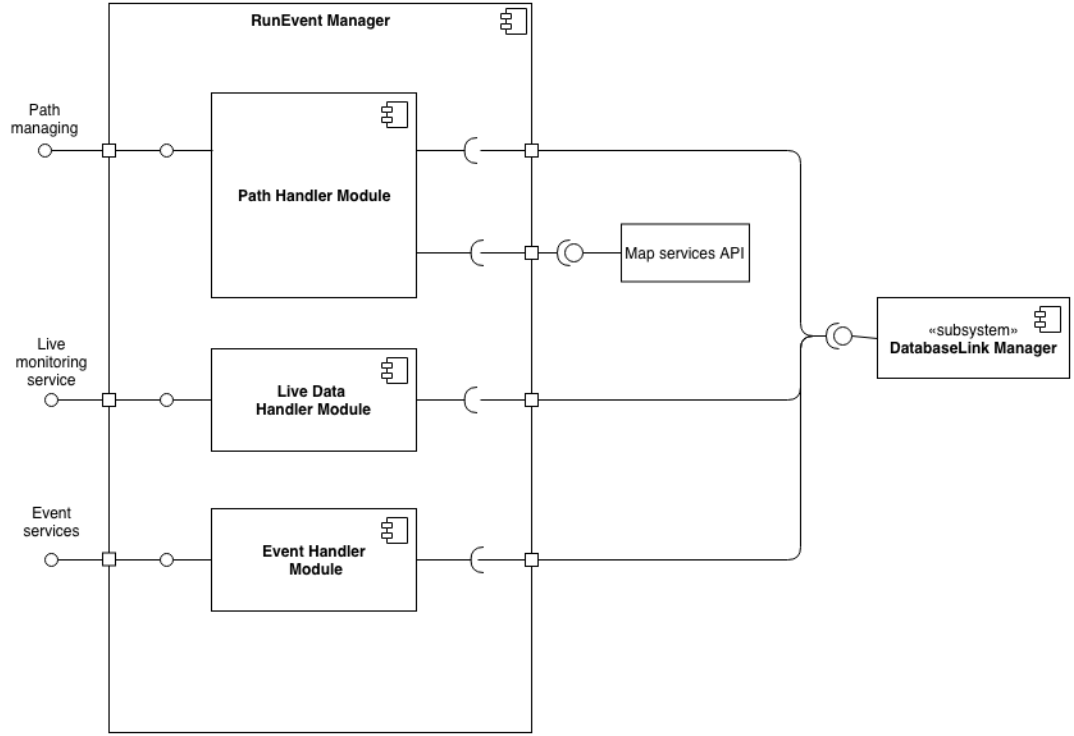 RunEvent Manager
Path
managing
Path Handler Module
Map services API
Live
monitoring
service
Live Data
Handler Module
«subsystem»
DatabaseLink Manager
Event
services
Event Handler
Module